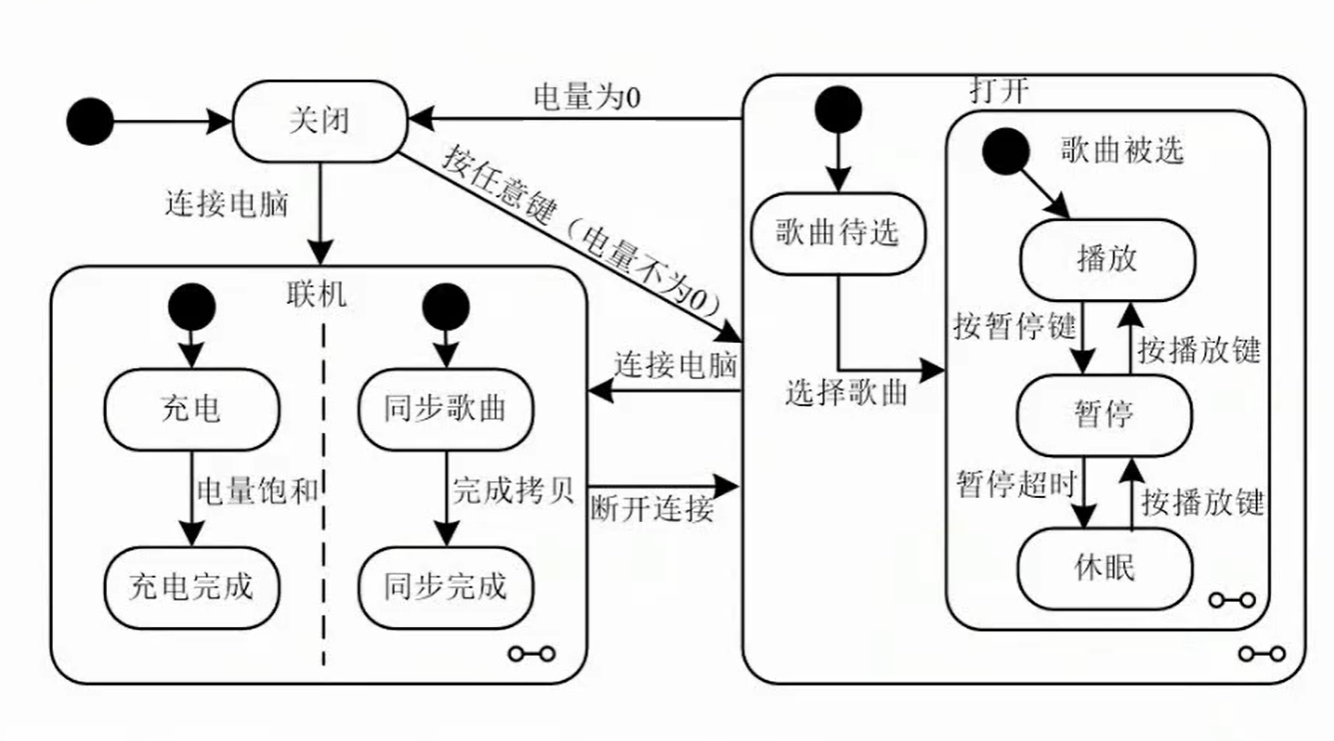 打开
电量为0
关闭
歌曲被选
按任意键（电量不为0）
连接电脑
歌曲待选
播放
联机
按暂停键
按播放键
连接电脑
选择歌曲
充电
同步歌曲
暂停
电量饱和
完成拷贝
断开连接
暂停超时
按播放键
充电完成
同步完成
休眠